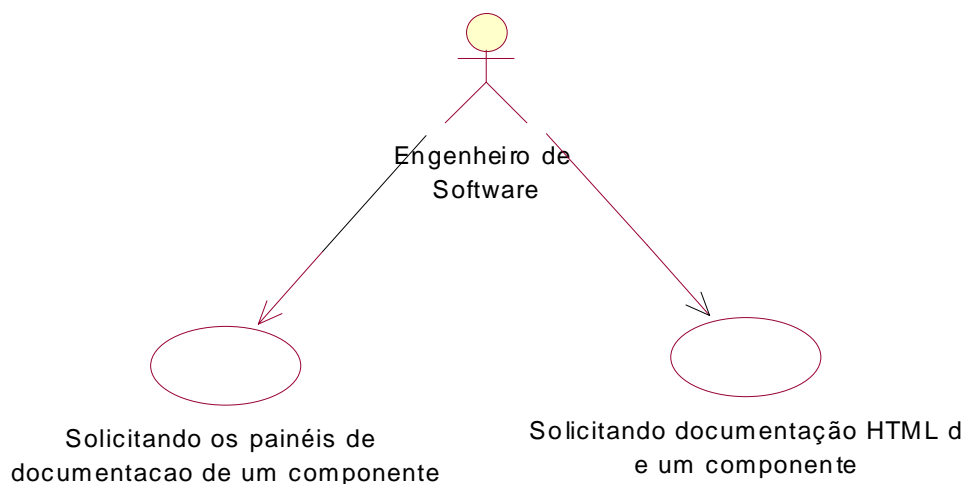 Engenheiro de
Software
Solicitando os painéis de
documentacao de um componente
Solicitando documentação HTML d
e um componente